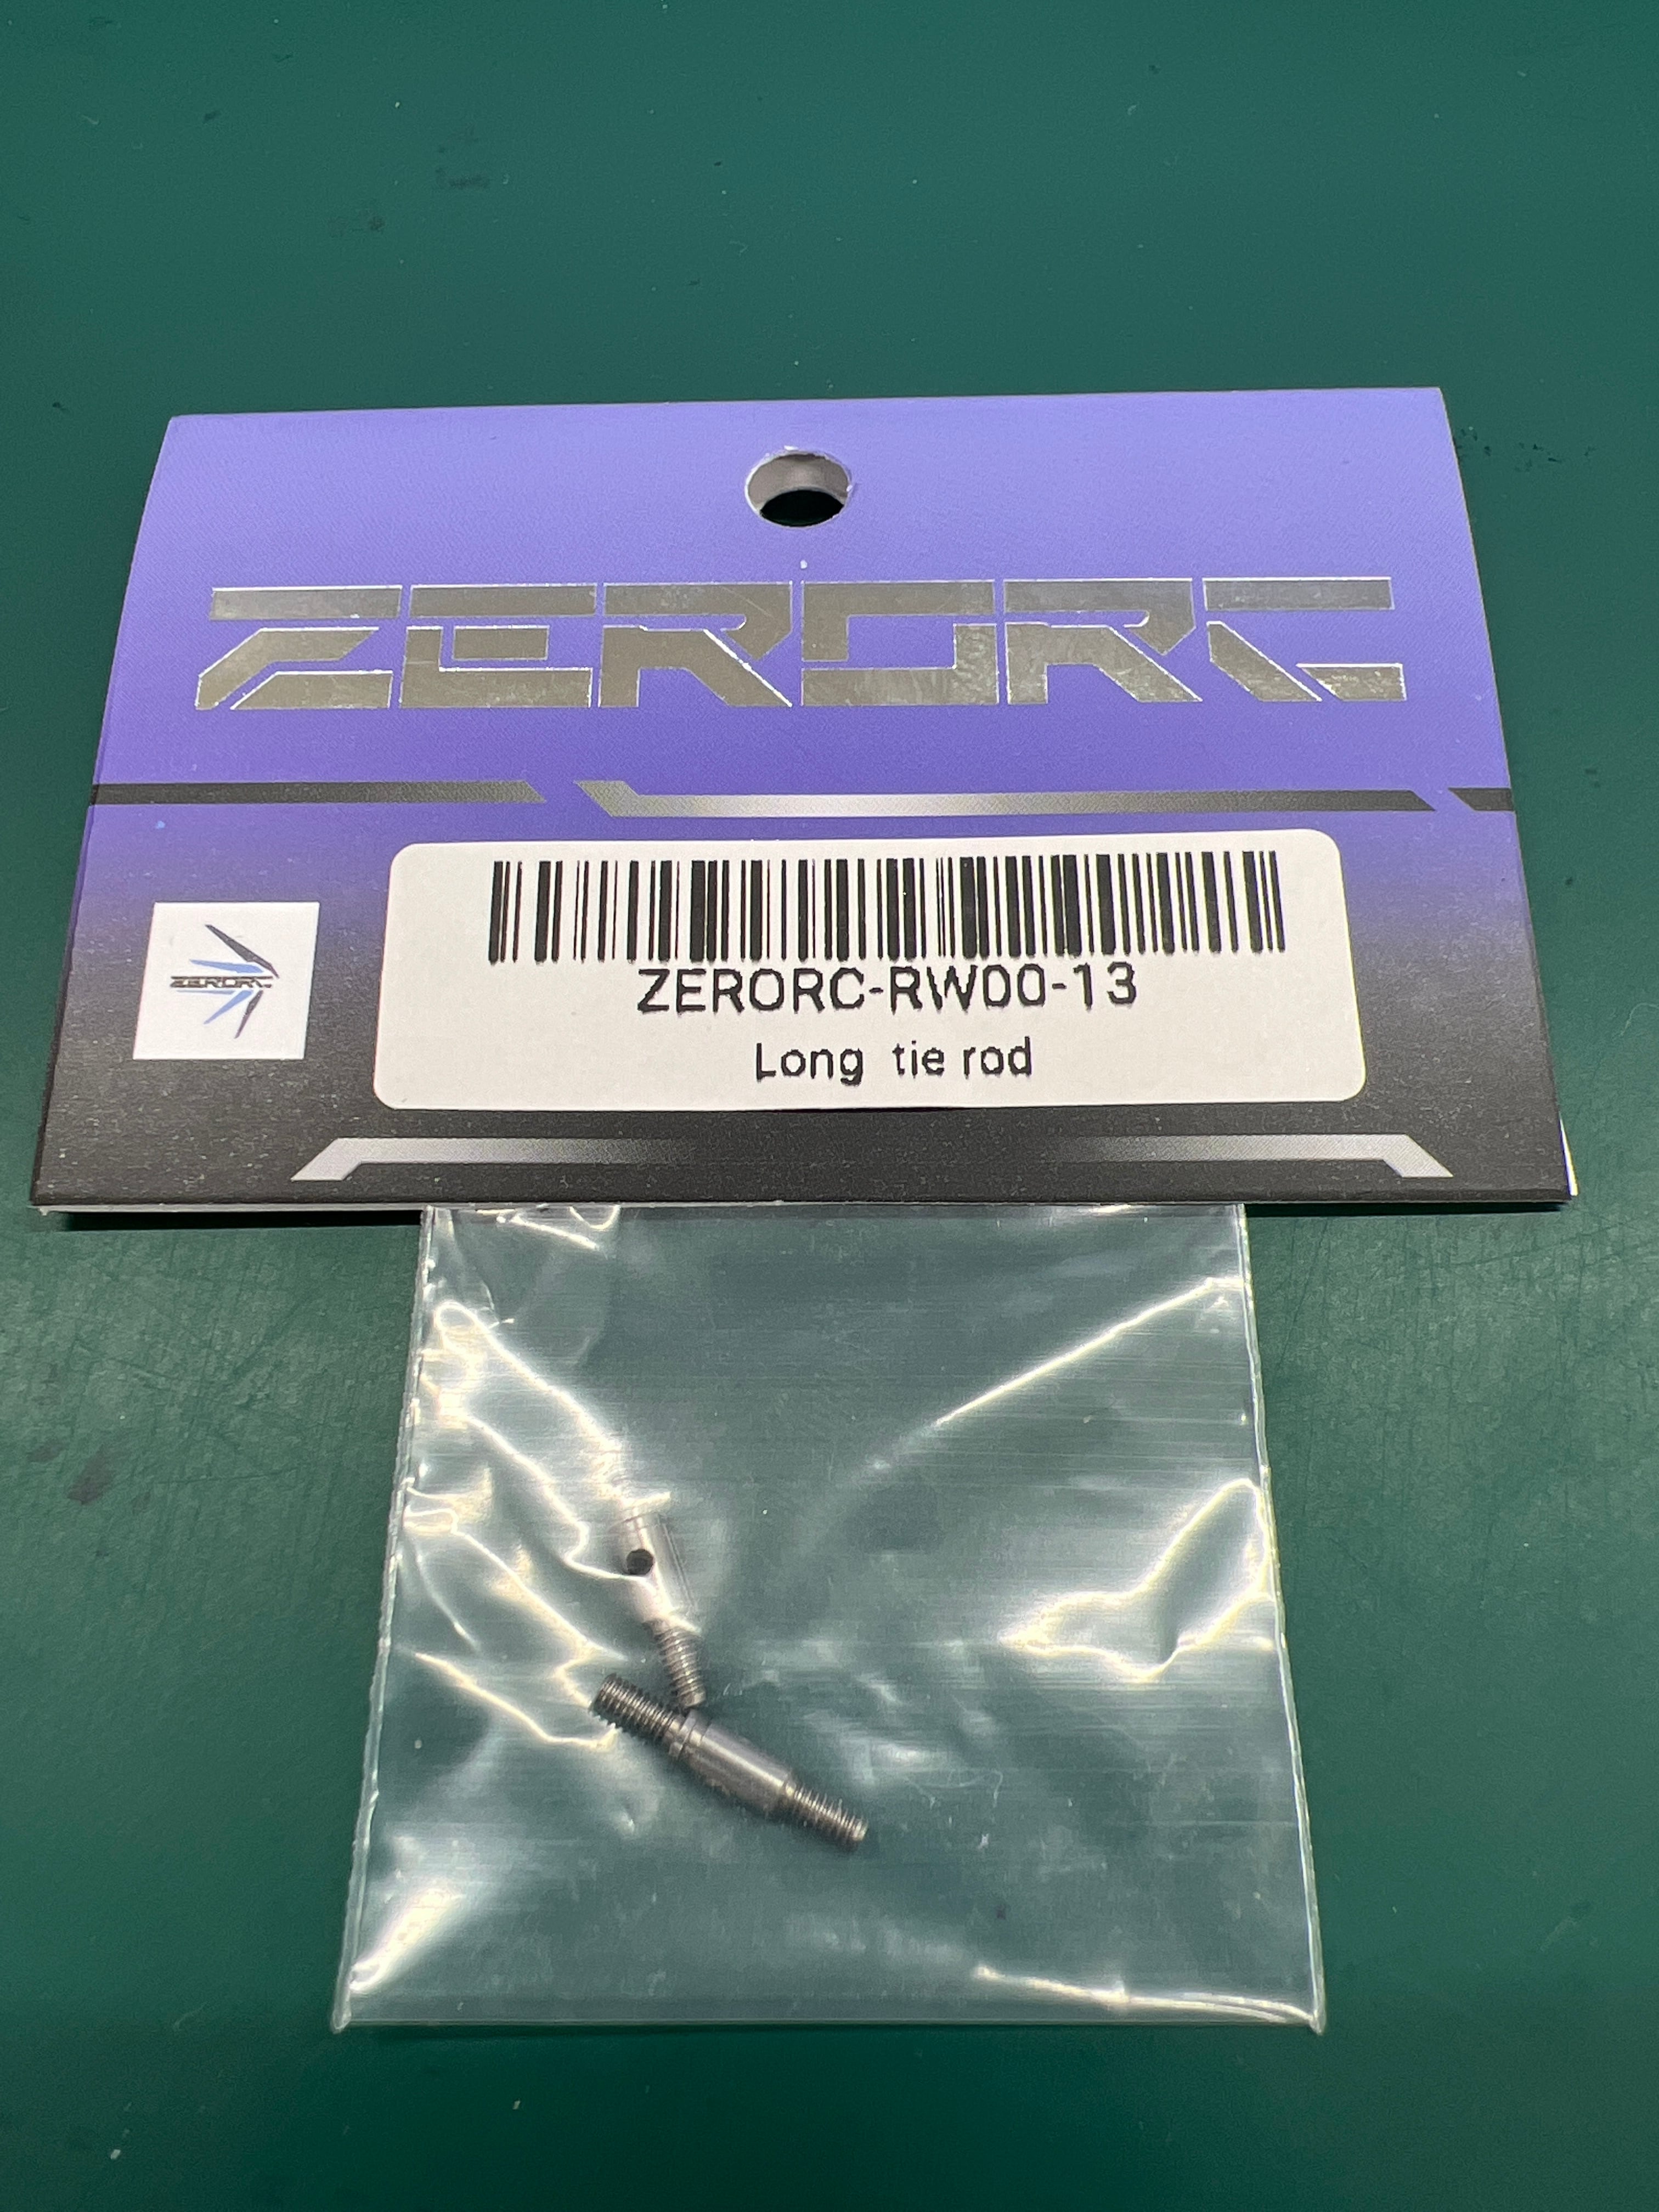 ZERORC
ZERORC
ZERORC-RW00-13
Long tie rod